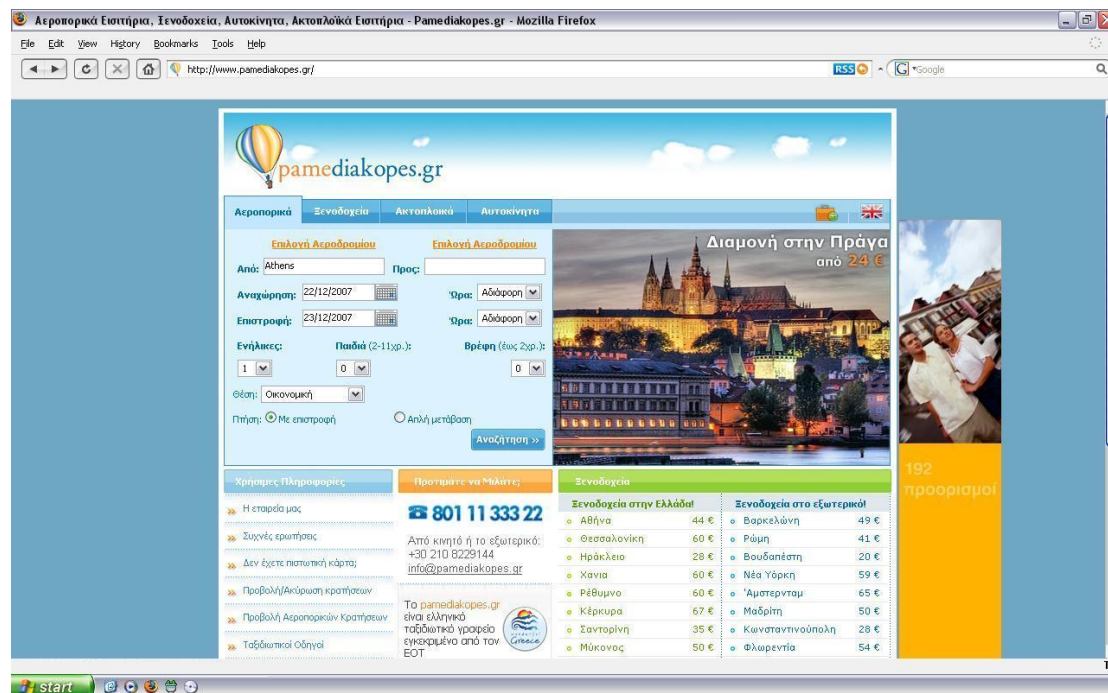 Αεροπορικά Εισιτήρια, Ξενοδοχεία, Αυτοκίνητα, Ακτοπλοϊκά Εισητήρια - Pamediakopes.gr - Mozilla Firefox
File Edit View History Bookmarks Tools Help
http://www.pamediakopes.gr/
RSS
G Google
pamediakopes.gr
Αεροπορικά Ξενοδοχεία Ακτοπλοικά Αυτοκίνητα
Επιλογή Αεροδρομίου Επιλογή Αεροδρομίου
Από: Athens Προς:
Αναχώρηση: 22/12/2007 Ώρα: Αδιάφορη
Επιστροφή: 23/12/2007 Ώρα: Αδιάφορη
Ενήλικες: Παιδιά (2-11χρ.): Βρέφη (έως 2χρ.):
1 0 0
Θέση: Οικονομική
Πτήση: Με επιστροφή Απλή μετάβαση
Αναζήτηση »
Διαμονή στην Πράγα
από 24 €
192
προορισμοί
Χρήσιμες Πληροφορίες
Η εταιρεία μας
Συχνές ερωτήσεις
Δεν έχετε πιστωτική κάρτα;
Προβολή/Ακύρωση κρατήσεων
Προβολή Αεροπορικών Κρατήσεων
Ταξιδιωτικοί Οδηγοί
Προτιμάτε να Μιλάτε;
801 11 333 22
Από κινητό ή το εξωτερικό:
+30 210 8229144
info@pamediakopes.gr
Το pamediakopes.gr
είναι ελληνικό
ταξιδιωτικό γραφείο
εγκεκριμένο από τον
ΕΟΤ
Greece
Ξενοδοχεία
Ξενοδοχεία στην Ελλάδα!
Αθήνα 44 €
Θεσσαλονίκη 60 €
Ηράκλειο 28 €
Χανια 60 €
Ρέθυμνο 60 €
Κέρκυρα 67 €
Σαντορίνη 35 €
Μύκονος 50 €
Ξενοδοχεία στο εξωτερικό!
Βαρκελώνη 49 €
Ρώμη 41 €
Βουδαπέστη 20 €
Νέα Υόρκη 59 €
'Αμστερνταμ 65 €
Μαδρίτη 50 €
Κωνσταντινούπολη 28 €
Φλωρεντία 54 €
start